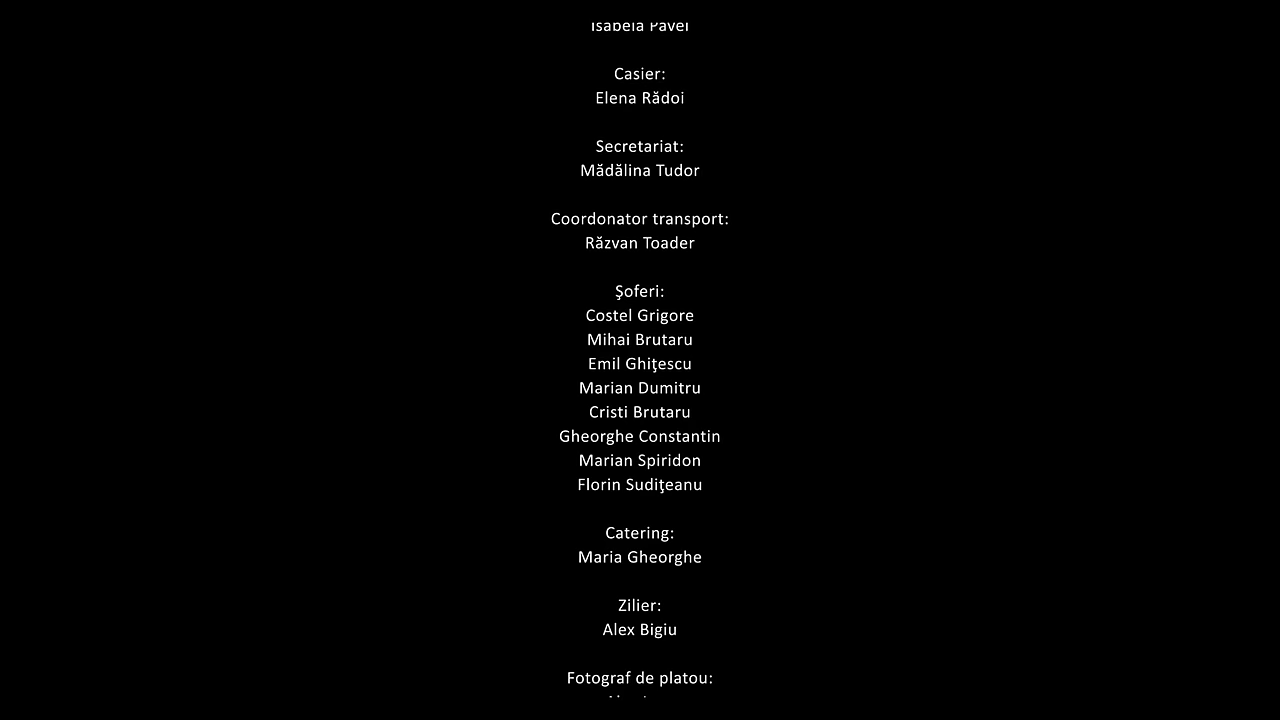 Isabela Pavel
Casier:
Elena Rădoi
Secretariat:
Mădălina Tudor
Coordonator transport:
Răzvan Toader
Şoferi:
Costel Grigore
Mihai Brutaru
Emil Ghiţescu
Marian Dumitru
Cristi Brutaru
Gheorghe Constantin
Marian Spiridon
Florin Sudiţeanu
Catering:
Maria Gheorghe
Zilier:
Alex Bigiu
Fotograf de platou: